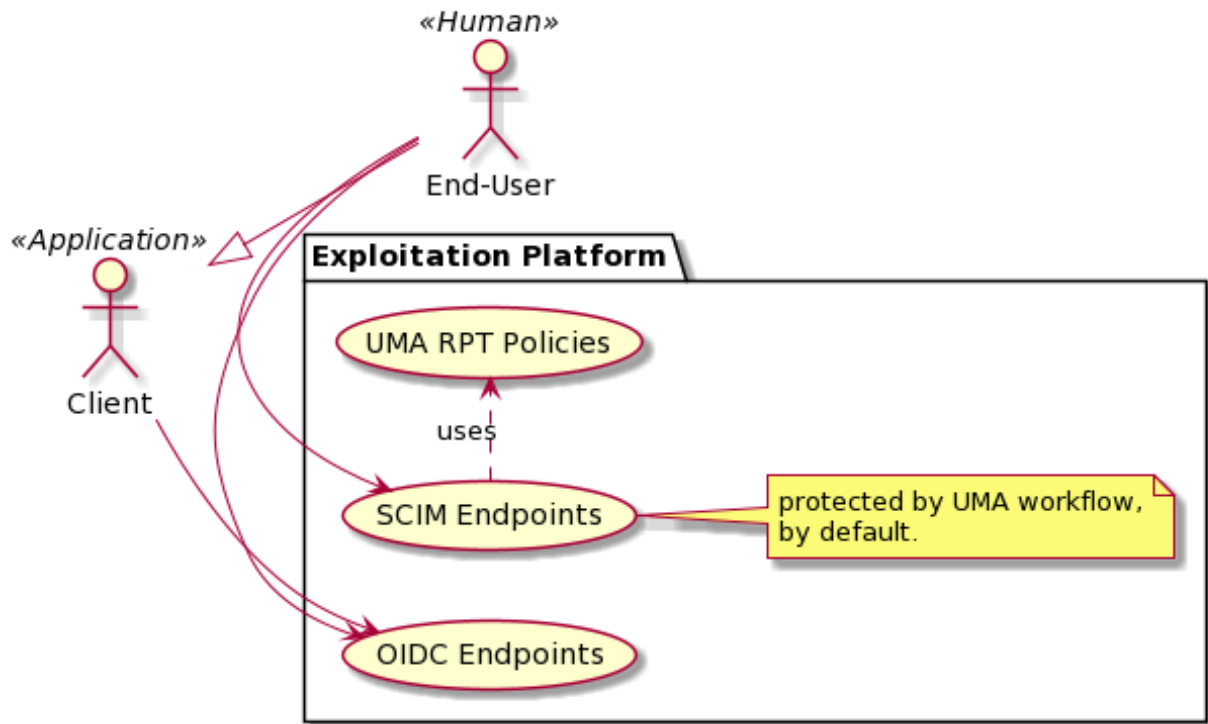 «Human»
End-User
«Application»
Client
Exploitation Platform
UMA RPT Policies
uses
SCIM Endpoints
protected by UMA workflow,
by default.
OIDC Endpoints